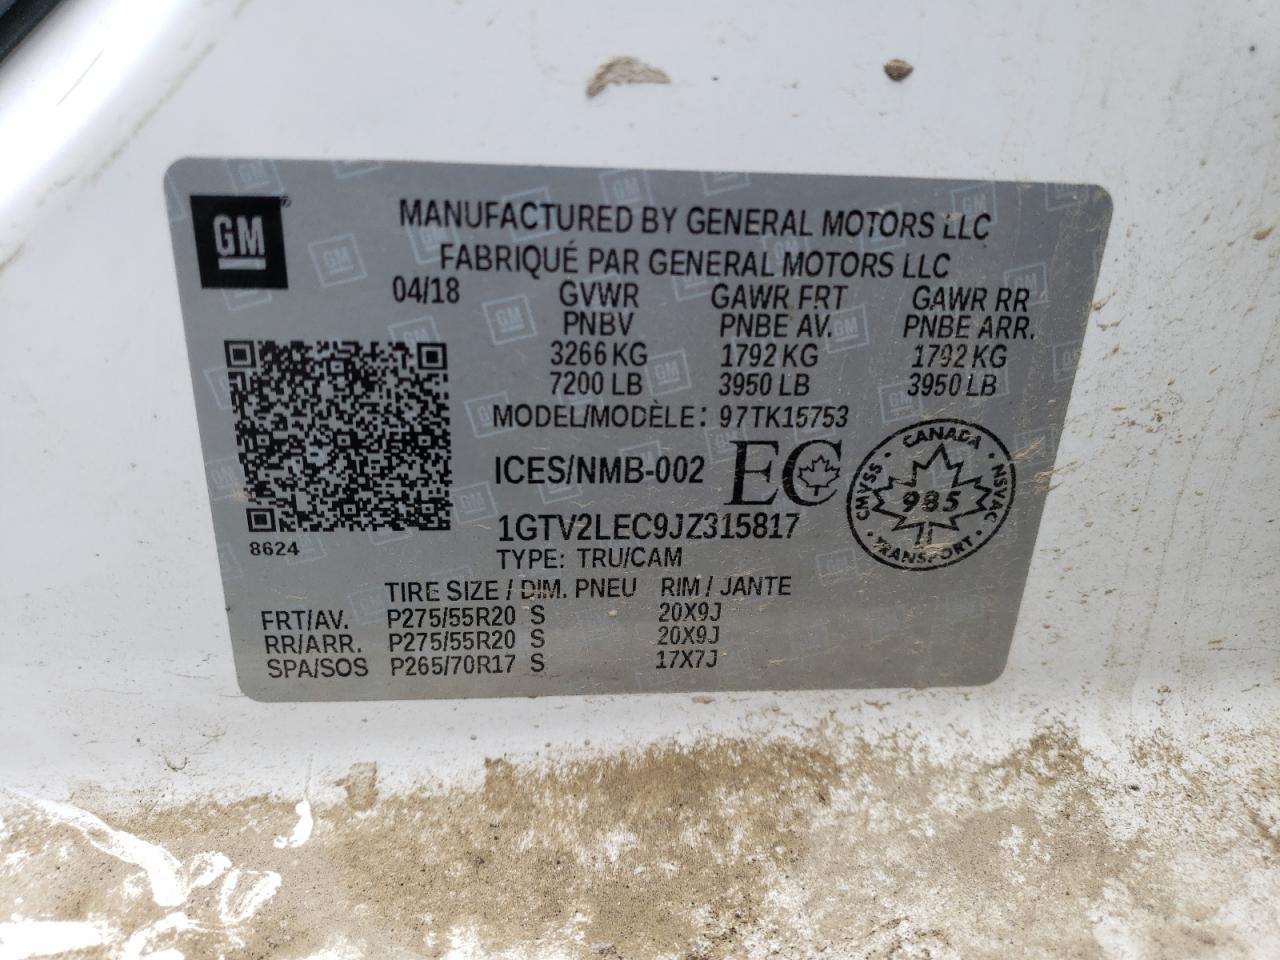 GM
MANUFACTURED BY GENERAL MOTORS LLC
FABRIQUÉ PAR GENERAL MOTORS LLC
04/18 GVWR GAWR FRT GAWR RR
PNBV PNBE AV. PNBE ARR.
3266 KG 1792 KG 1792 KG
7200 LB 3950 LB 3950 LB
MODEL/MODÈLE: 97TK15753
ICES/NMB-002 EC
CANADA
CMVSS 985 NSVAC
TRANSPORT
1GTV2LEC9JZ315817
8624
TYPE: TRU/CAM
TIRE SIZE / DIM. PNEU RIM / JANTE
FRT/AV. P275/55R20 S 20X9J
RR/ARR. P275/55R20 S 20X9J
SPA/SOS P265/70R17 S 17X7J